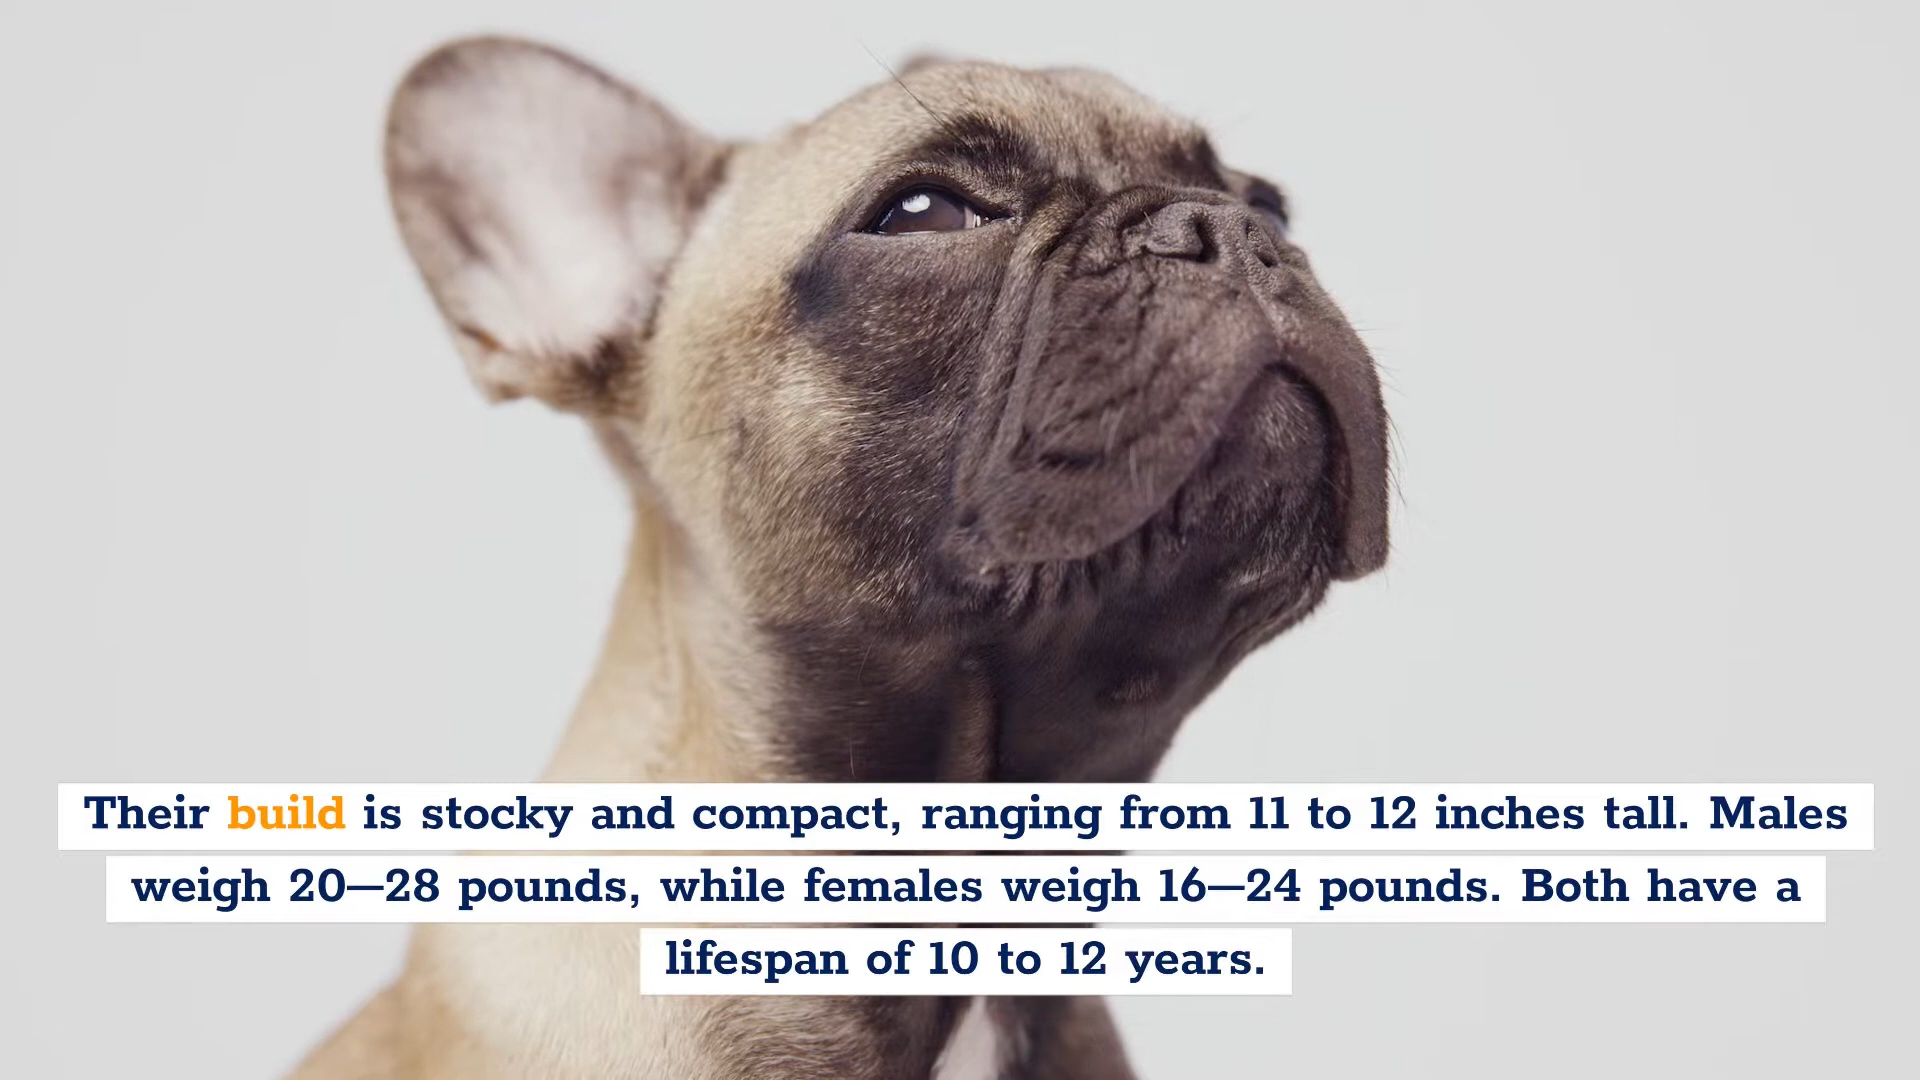 Their build is stocky and compact, ranging from 11 to 12 inches tall. Males
weigh 20—28 pounds, while females weigh 16—24 pounds. Both have a
lifespan of 10 to 12 years.